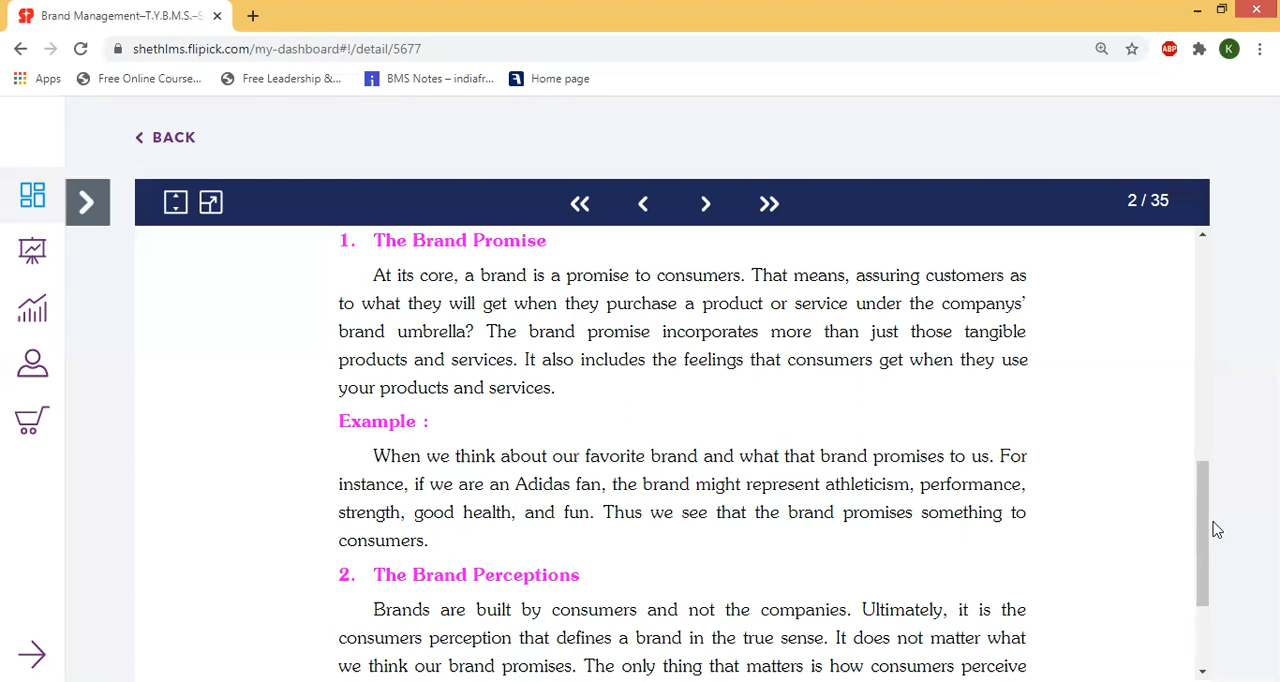 Brand Management–T.Y.B.M.S.–S
shethlms.flipick.com/my-dashboard#!/detail/5677
ABP
K
Apps
Free Online Course...
Free Leadership &...
BMS Notes – indiafr...
Home page
BACK
2 / 35
1. The Brand Promise
At its core, a brand is a promise to consumers. That means, assuring customers as
to what they will get when they purchase a product or service under the companys’
brand umbrella? The brand promise incorporates more than just those tangible
products and services. It also includes the feelings that consumers get when they use
your products and services.
Example :
When we think about our favorite brand and what that brand promises to us. For
instance, if we are an Adidas fan, the brand might represent athleticism, performance,
strength, good health, and fun. Thus we see that the brand promises something to
consumers.
2. The Brand Perceptions
Brands are built by consumers and not the companies. Ultimately, it is the
consumers perception that defines a brand in the true sense. It does not matter what
we think our brand promises. The only thing that matters is how consumers perceive